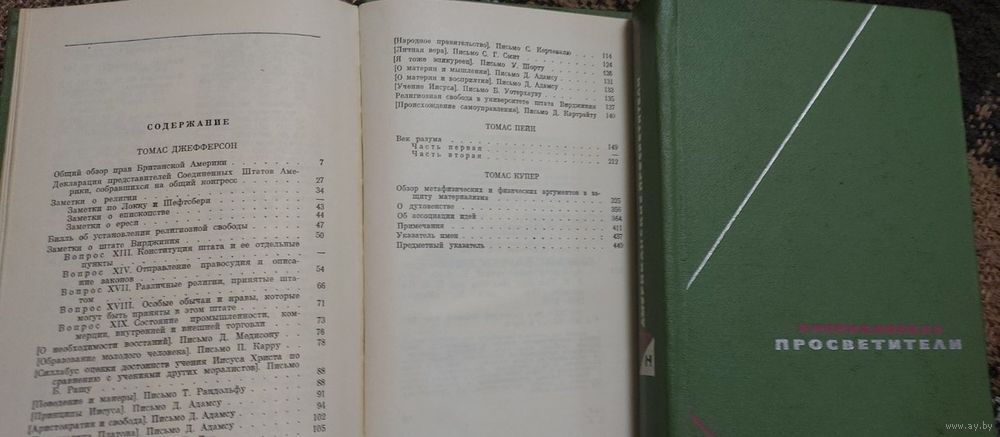 СОДЕРЖАНИЕ
ТОМАС ДЖЕФФЕРСОН
Общий обзор прав Британской Америки 7
Декларация представителей Соединенных Штатов Аме-
рики, собравшихся на общий конгресс 27
Заметки о религии 34
Заметки по Локку и Шефтсбери 43
Заметки о епископстве 44
Заметки о ереси 47
Билль об установлении религиозной свободы 50
Заметки о штате Вирджиния —
Вопрос XIII. Конституция штата и ее отдельные
пункты
Вопрос XIV. Отправление правосудия и описа-
ние законов 54
Вопрос XVII. Различные религии, принятые шта-
том 66
Вопрос XVIII. Особые обычаи и нравы, которые
могут быть приняты в этом штате 71
Вопрос XIX. Состояние промышленности, ком-
мерции, внутренней и внешней торговли 73
[О необходимости восстаний]. Письмо Д. Медисону 76
[Образование молодого человека]. Письмо П. Карру 78
[Силлабус оценки достоинств учения Иисуса Христа по
сравнению с учениями других моралистов]. Письмо
Б. Рашу 88
[Поведение и манеры]. Письмо Т. Рандольфу 88
[Принципы Иисуса]. Письмо Д. Адамсу 91
[Аристократия и свобода]. Письмо Д. Адамсу 94
Платона]. Письмо Д. Адамсу 102
105
[Народное правительство]. Письмо С. Керчевалю 114
[Личная вера]. Письмо С. Г. Смит 124
[Я тоже эпикуреец]. Письмо У. Шорту 126
[О материи и мышлении]. Письмо Д. Адамсу 131
[О материи и восприятии]. Письмо Д. Адамсу 133
[Учение Иисуса]. Письмо Б. Уотерхаузу 135
Религиозная свобода в университете штата Вирджиния 137
[Происхождение самоуправления]. Письмо Д. Картрайту 140
ТОМАС ПЕЙН
Век разума
Часть первая 149
Часть вторая 212
ТОМАС КУПЕР
Обзор метафизических и физических аргументов в за-
щиту материализма 325
О духовенстве 356
Об ассоциации идей 364
Примечания 411
Указатель имен 437
Предметный указатель 440
АМЕРИКАНСКИЕ ПРОСВЕТИТЕЛИ
Н
АМЕРИКАНСКИЕ
ПРОСВЕТИТЕЛИ
www.ay.by